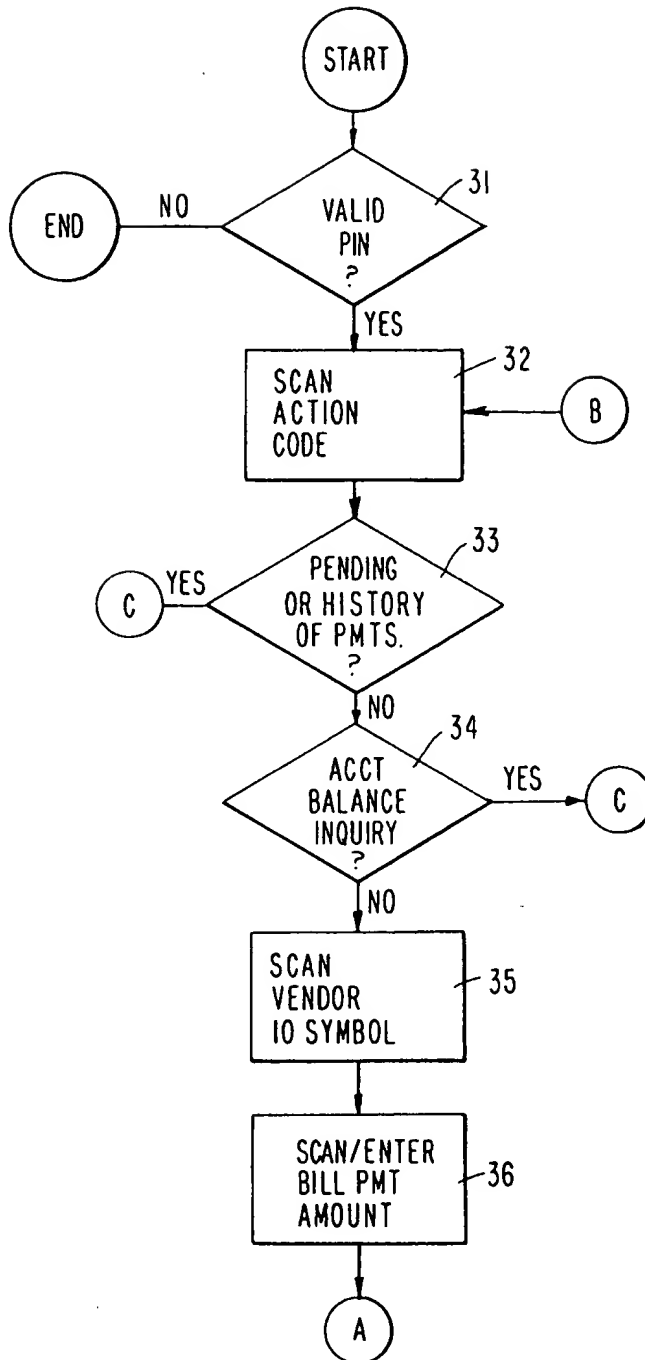 START
31
VALID
PIN
?
NO
END
YES
32
SCAN
ACTION
CODE
B
33
PENDING
OR HISTORY
OF PMTS.
?
YES
C
NO
34
ACCT
BALANCE
INQUIRY
?
YES
C
NO
SCAN
VENDOR
IO SYMBOL
35
SCAN/ENTER
BILL PMT
AMOUNT
36
A